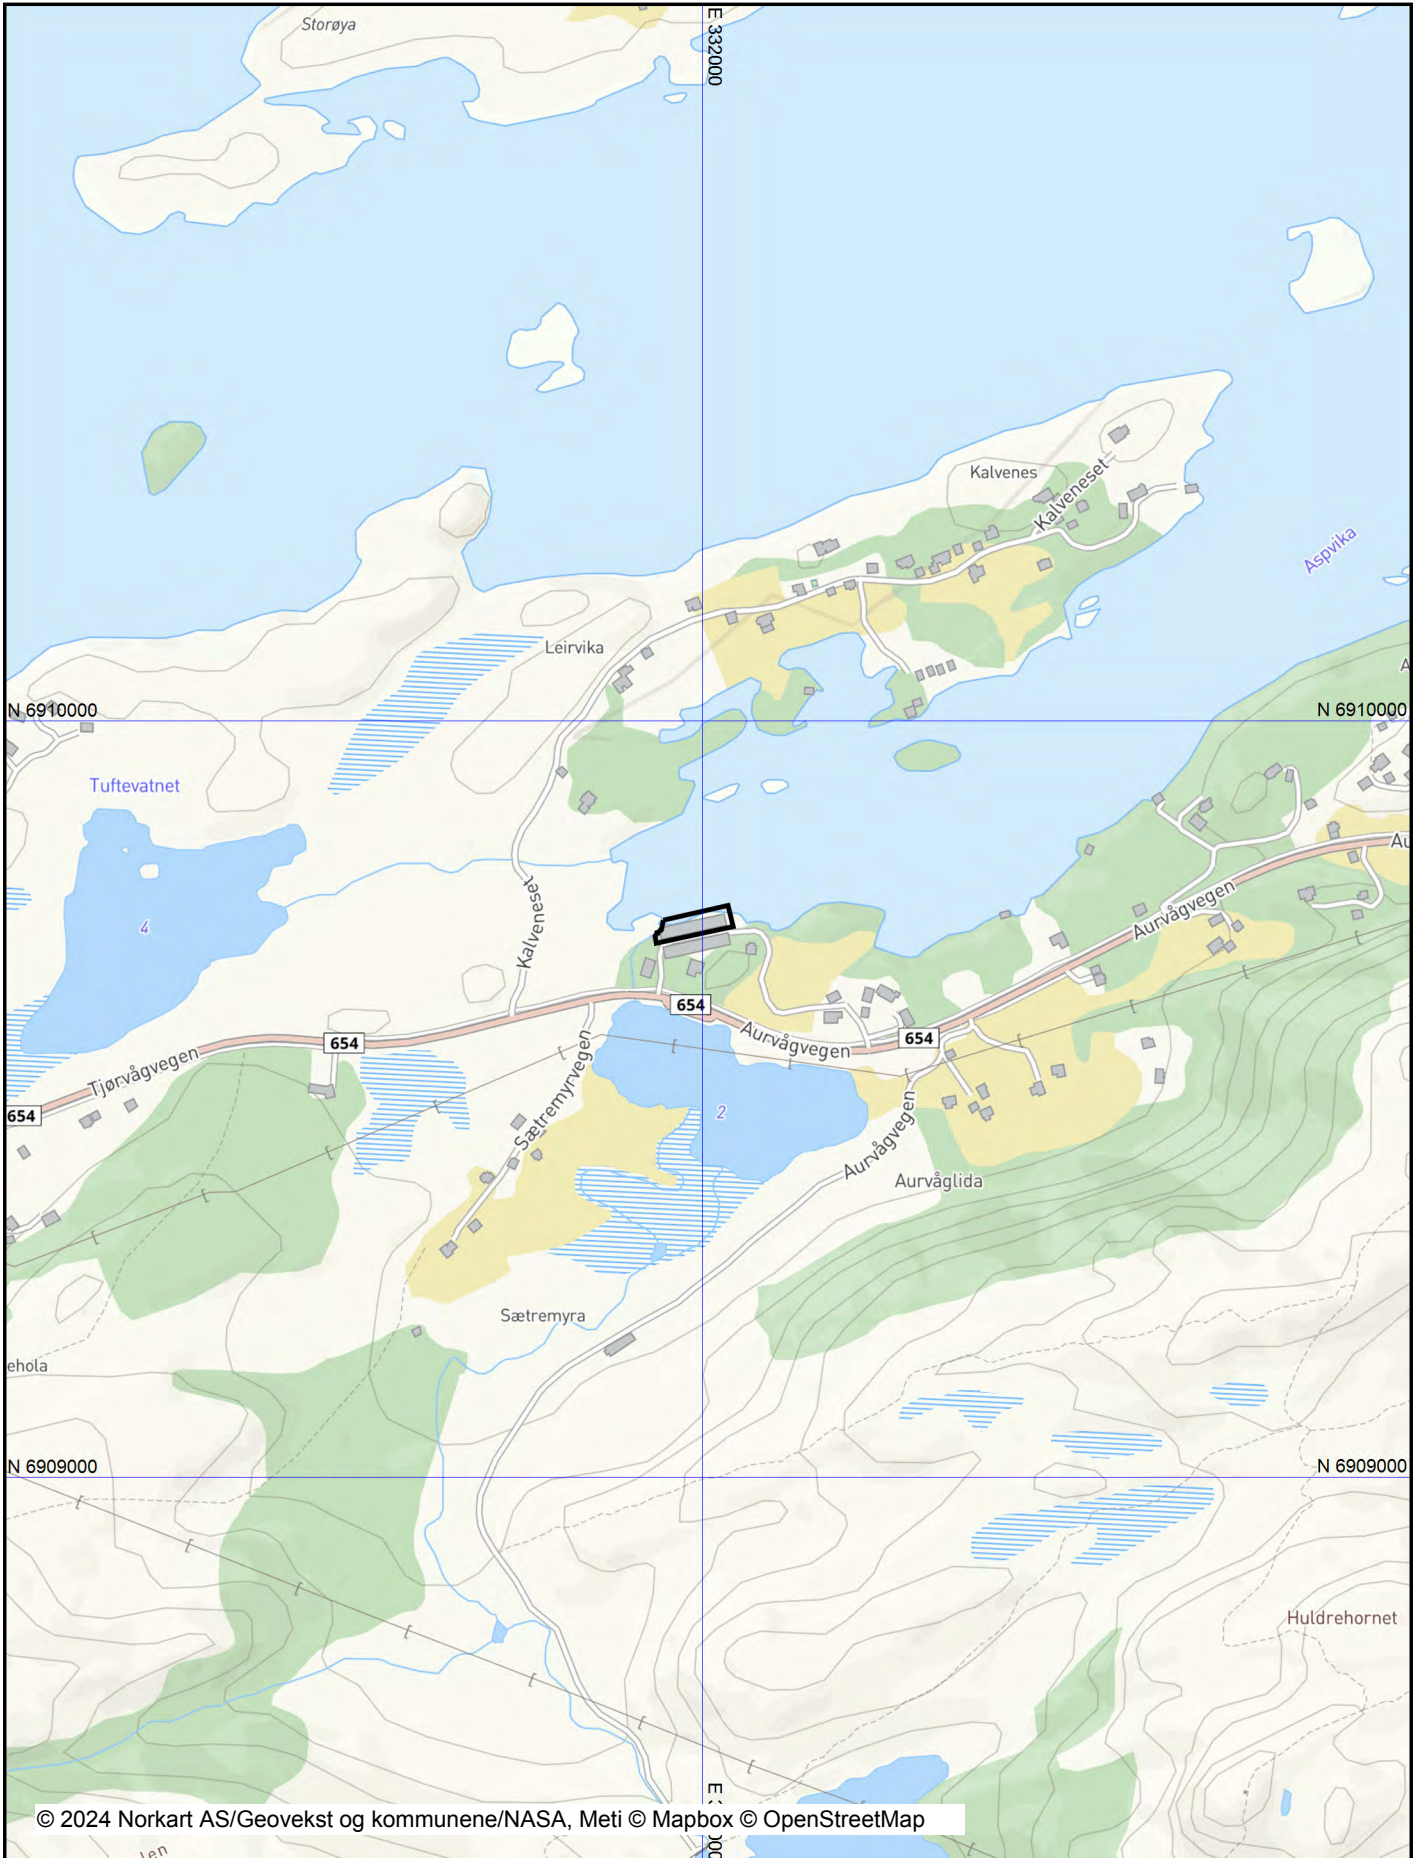 Storøya
E 332000
Kalvenes
Kalveneset
Aspvika
Leirvika
N 6910000
N 6910000
Tuftevatnet
4
Kalveneset
Aurvågvegen
Au
A
654
654
654
654
Aurvågvegen
Tjørvågvegen
Sætremyrvegen
2
Aurvågvegen
Aurvåglida
Sætremyra
ehola
N 6909000
N 6909000
Huldrehornet
© 2024 Norkart AS/Geovekst og kommunene/NASA, Meti © Mapbox © OpenStreetMap
len